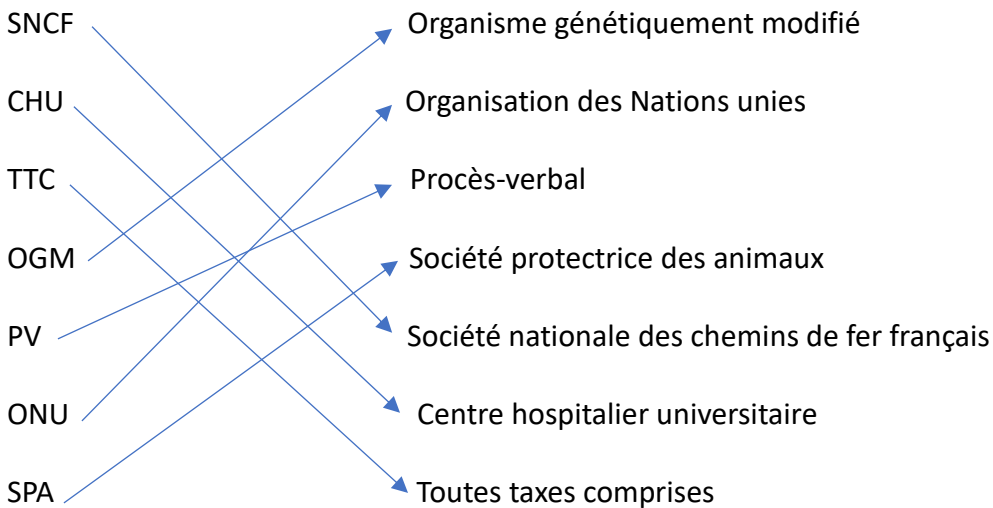 SNCF Organisme génétiquement modifié
CHU Organisation des Nations unies
TTC Procès-verbal
OGM Société protectrice des animaux
PV Société nationale des chemins de fer français
ONU Centre hospitalier universitaire
SPA Toutes taxes comprises